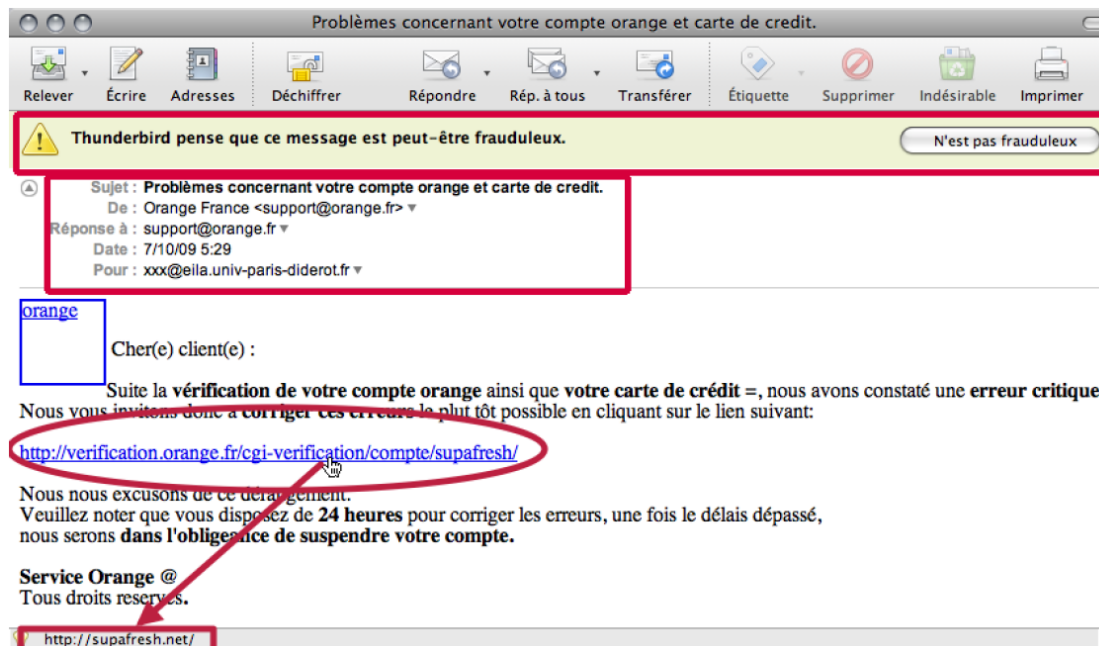 Problèmes concernant votre compte orange et carte de credit.
Relever Écrire Adresses Déchiffrer Répondre Rép. à tous Transférer Étiquette Supprimer Indésirable Imprimer
Thunderbird pense que ce message est peut-être frauduleux. N'est pas frauduleux
Sujet : Problèmes concernant votre compte orange et carte de credit.
De : Orange France <support@orange.fr>
Réponse à : support@orange.fr
Date : 7/10/09 5:29
Pour : xxx@eila.univ-paris-diderot.fr
orange
Cher(e) client(e) :
Suite la vérification de votre compte orange ainsi que votre carte de crédit =, nous avons constaté une erreur critique
Nous vous invitons donc a corriger ces erreurs le plut tôt possible en cliquant sur le lien suivant:
http://verification.orange.fr/cgi-verification/compte/supafresh/
Nous nous excusons de ce dérangement.
Veuillez noter que vous disposez de 24 heures pour corriger les erreurs, une fois le délais dépassé,
nous serons dans l'obligeance de suspendre votre compte.
Service Orange @
Tous droits reservés.
http://supafresh.net/